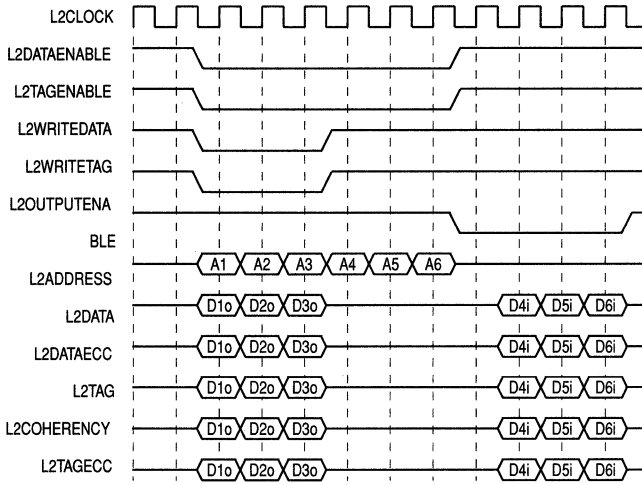 L2CLOCK
L2DATAENABLE
L2TAGENABLE
L2WRITEDATA
L2WRITETAG
L2OUTPUTENA
BLE
A1 A2 A3 A4 A5 A6
L2ADDRESS
D1o D2o D3o D4i D5i D6i
L2DATA
D1o D2o D3o D4i D5i D6i
L2DATAECC
D1o D2o D3o D4i D5i D6i
L2TAG
L2COHERENCY D1o D2o D3o D4i D5i D6i
L2TAGECC D1o D2o D3o D4i D5i D6i